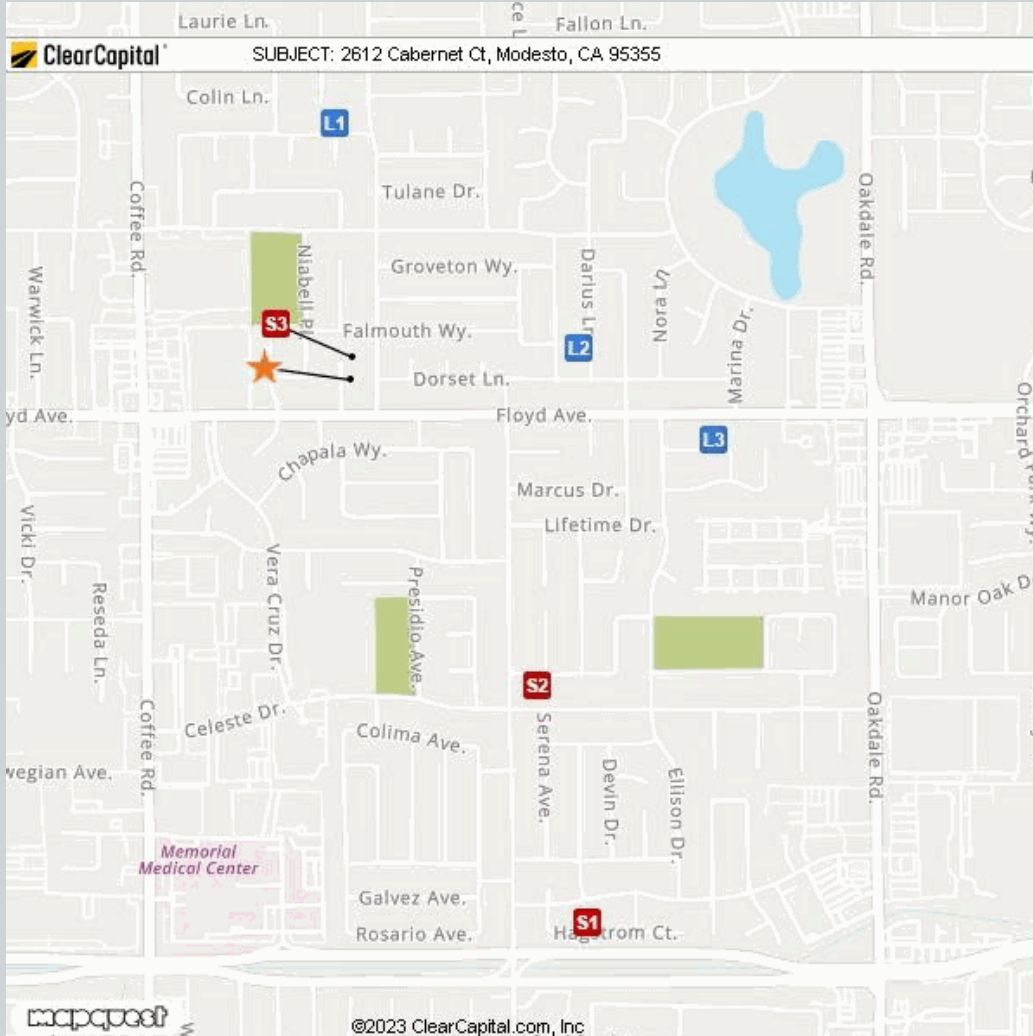 Laurie Ln.
Fallon Ln.
ce L
ClearCapital
SUBJECT: 2612 Cabernet Ct, Modesto, CA 95355
Colin Ln.
L1
Tulane Dr.
Coffee Rd.
Oakdale Rd.
Niabell Pl
Groveton Wy.
Darius Ln
Nora Ln
Warwick Ln.
S3
Falmouth Wy.
L2
Marina Dr.
Dorset Ln.
yd Ave.
Floyd Ave.
L3
Chapala Wy.
Marcus Dr.
Lifetime Dr.
Vicki Dr.
Reseda Ln.
Vera Cruz Dr.
Presidio Ave.
Manor Oak D
S2
Coffee Rd.
Celeste Dr.
Colima Ave.
Serena Ave.
Oakdale Rd.
wegian Ave.
Devin Dr.
Ellison Dr.
Memorial
Medical Center
Galvez Ave.
S1
Rosario Ave.
Hagstrom Ct.
mapquest
©2023 ClearCapital.com, Inc